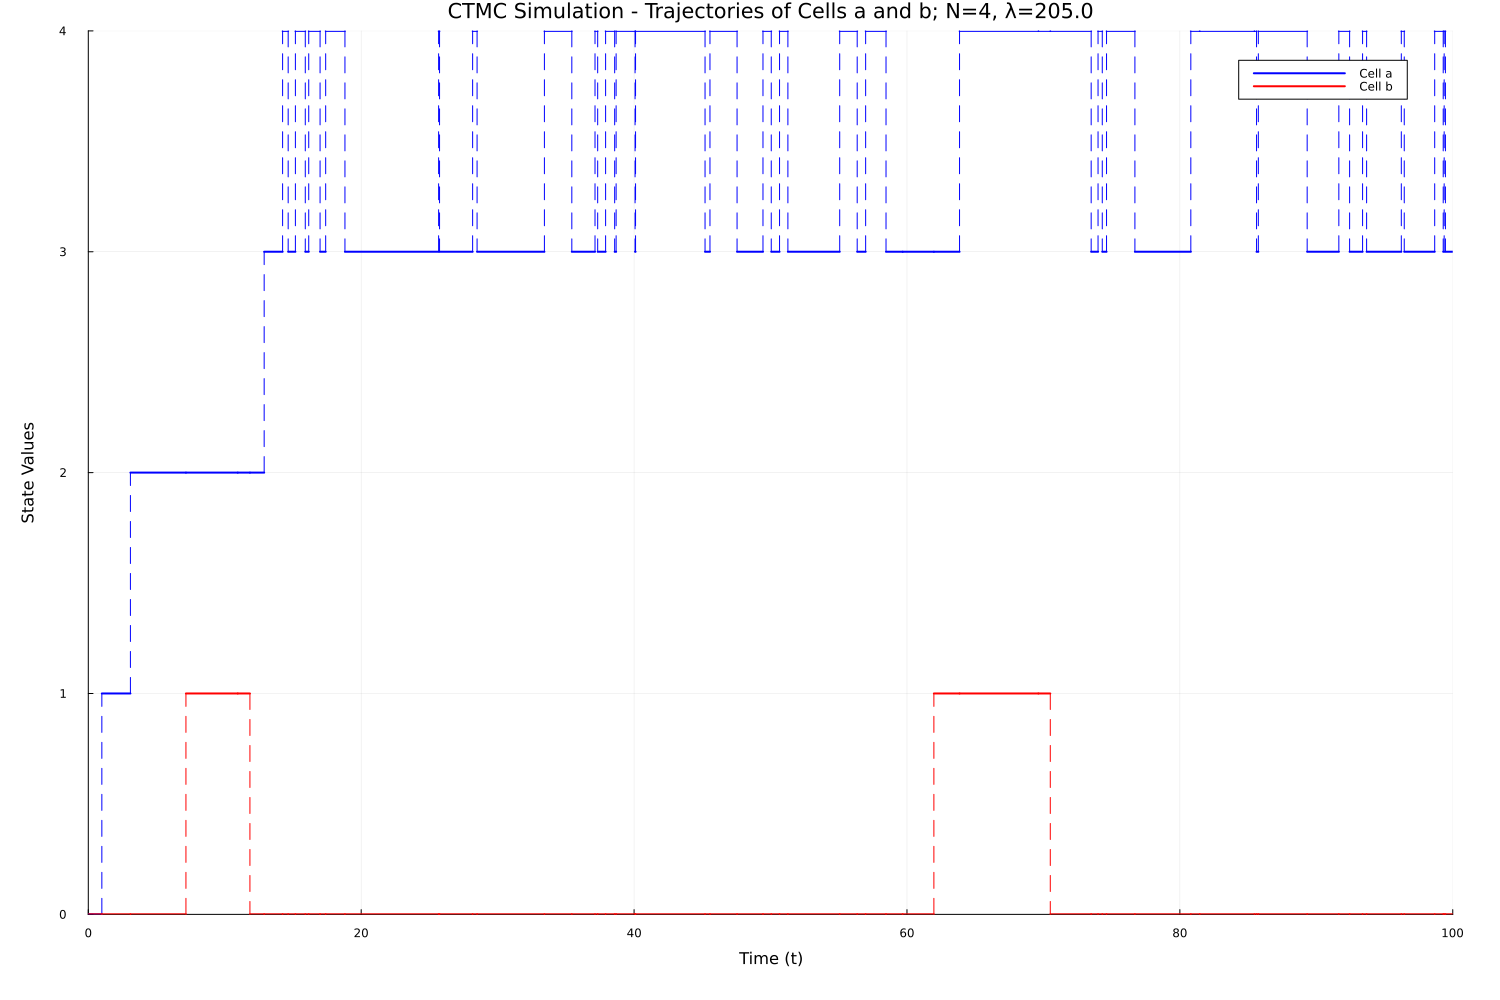 CTMC Simulation - Trajectories of Cells a and b; N=4, λ=205.0
4
Cell a
Cell b
3
State Values
2
1
0
0 20 40 60 80 100
Time (t)